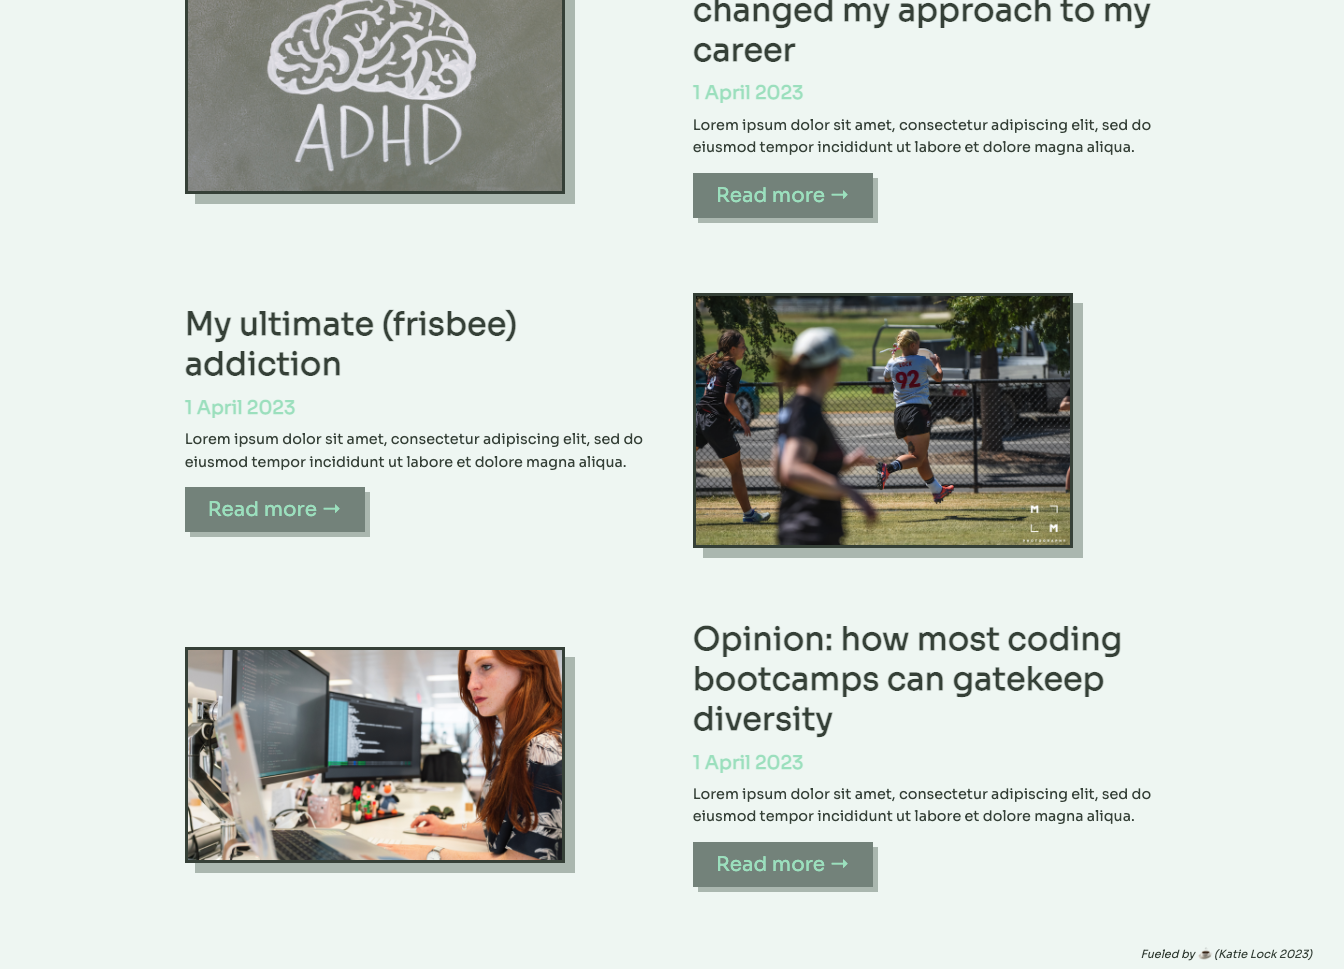 ADHD
changed my approach to my
career
1 April 2023
Lorem ipsum dolor sit amet, consectetur adipiscing elit, sed do
eiusmod tempor incididunt ut labore et dolore magna aliqua.
Read more →
My ultimate (frisbee)
addiction
1 April 2023
Lorem ipsum dolor sit amet, consectetur adipiscing elit, sed do
eiusmod tempor incididunt ut labore et dolore magna aliqua.
Read more →
92
M
M
PHOTOGRAPHY
Opinion: how most coding
bootcamps can gatekeep
diversity
1 April 2023
Lorem ipsum dolor sit amet, consectetur adipiscing elit, sed do
eiusmod tempor incididunt ut labore et dolore magna aliqua.
Read more →
Fueled by ☕ (Katie Lock 2023)